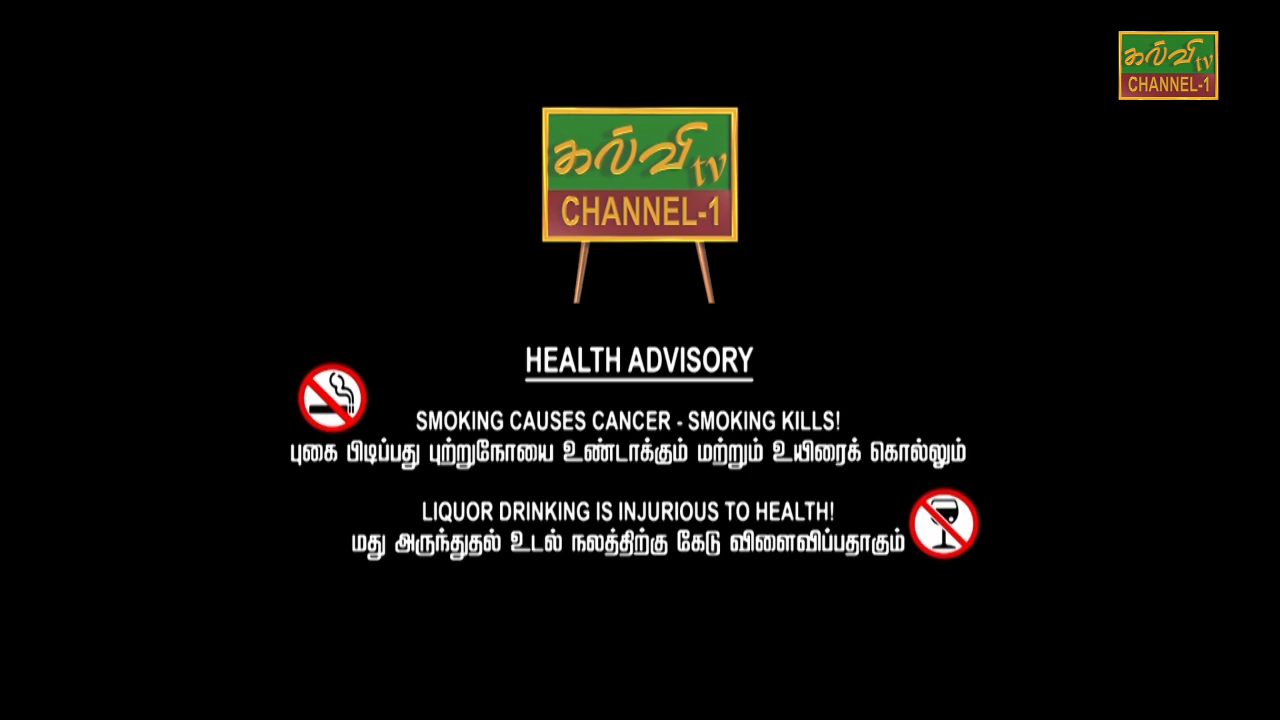 கல்வி tv
CHANNEL-1
கல்வி tv
CHANNEL-1
HEALTH ADVISORY
SMOKING CAUSES CANCER - SMOKING KILLS!
புகை பிடிப்பது புற்றுநோயை உண்டாக்கும் மற்றும் உயிரைக் கொல்லும்
LIQUOR DRINKING IS INJURIOUS TO HEALTH!
மது அருந்துதல் உடல் நலத்திற்கு கேடு விளைவிப்பதாகும்